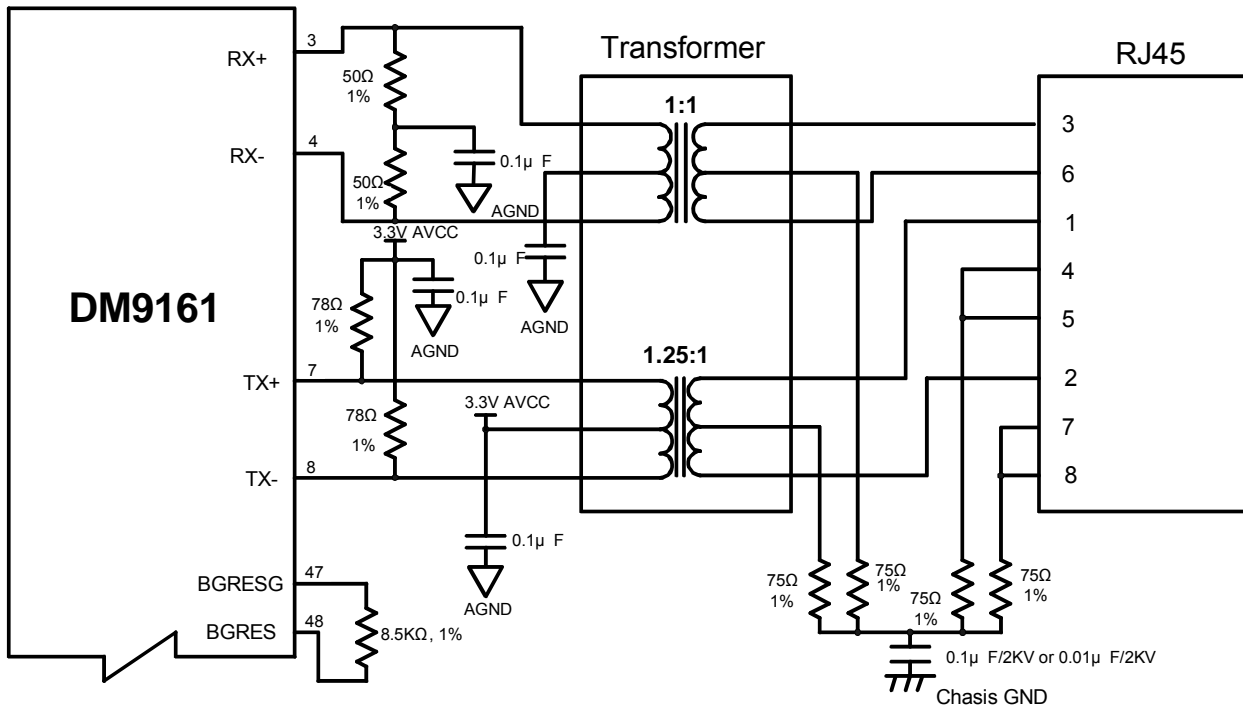 Transformer
RJ45
DM9161
RX+
3
50Ω
1%
1:1
3
RX-
4
50Ω
1%
0.1µ F
AGND
6
3.3V AVCC
0.1µ F
AGND
1
78Ω
1%
0.1µ F
AGND
4
5
TX+
7
1.25:1
2
78Ω
1%
3.3V AVCC
7
TX-
8
8
0.1µ F
AGND
BGRESG
47
BGRES
48
8.5KΩ, 1%
75Ω
1%
75Ω
1%
75Ω
1%
75Ω
1%
0.1µ F/2KV or 0.01µ F/2KV
Chasis GND